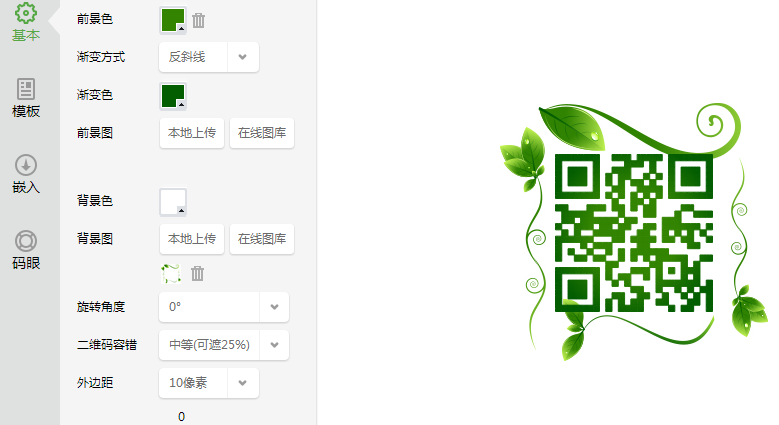 基本
模板
嵌入
码眼
前景色
渐变方式 反斜线
渐变色
前景图 本地上传 在线图库
背景色
背景图 本地上传 在线图库
旋转角度 0°
二维码容错 中等(可遮25%)
外边距 10像素
0